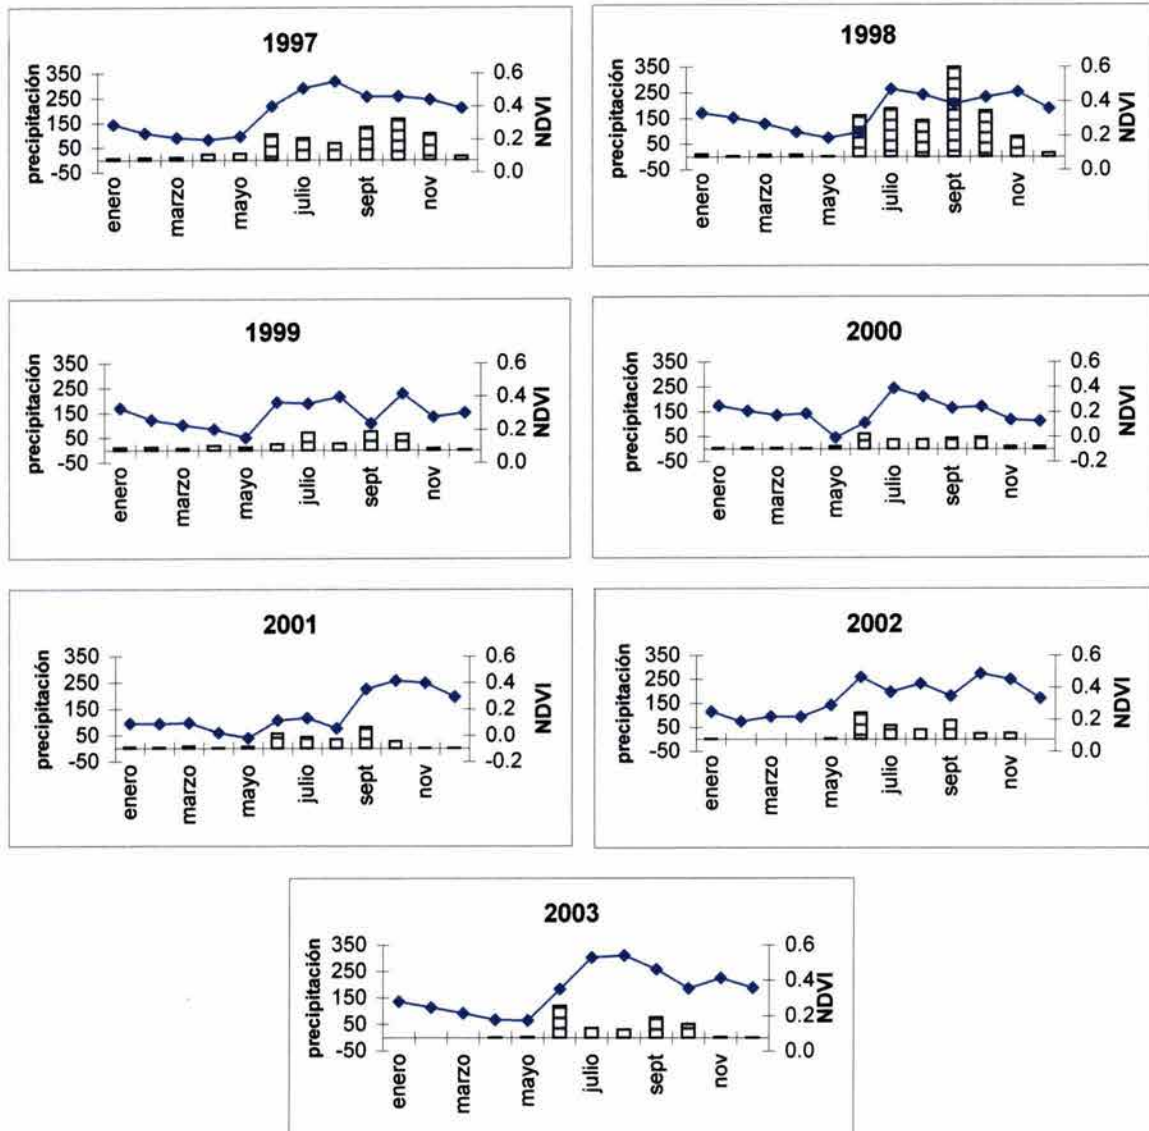 1997
350
250
150
50
-50
precipitación
0.6
0.4
0.2
0.0
NDVI
enero
marzo
mayo
julio
sept
nov
1998
350
250
150
50
-50
precipitación
0.6
0.4
0.2
0.0
NDVI
enero
marzo
mayo
julio
sept
nov
1999
350
250
150
50
-50
precipitación
0.6
0.4
0.2
0.0
NDVI
enero
marzo
mayo
julio
sept
nov
2000
350
250
150
50
-50
precipitación
0.6
0.4
0.2
0.0
-0.2
NDVI
enero
marzo
mayo
julio
sept
nov
2001
350
250
150
50
-50
precipitación
0.6
0.4
0.2
0.0
-0.2
NDVI
enero
marzo
mayo
julio
sept
nov
2002
350
250
150
50
-50
precipitación
0.6
0.4
0.2
0.0
NDVI
enero
marzo
mayo
julio
sept
nov
2003
350
250
150
50
-50
precipitación
0.6
0.4
0.2
0.0
NDVI
enero
marzo
mayo
julio
sept
nov